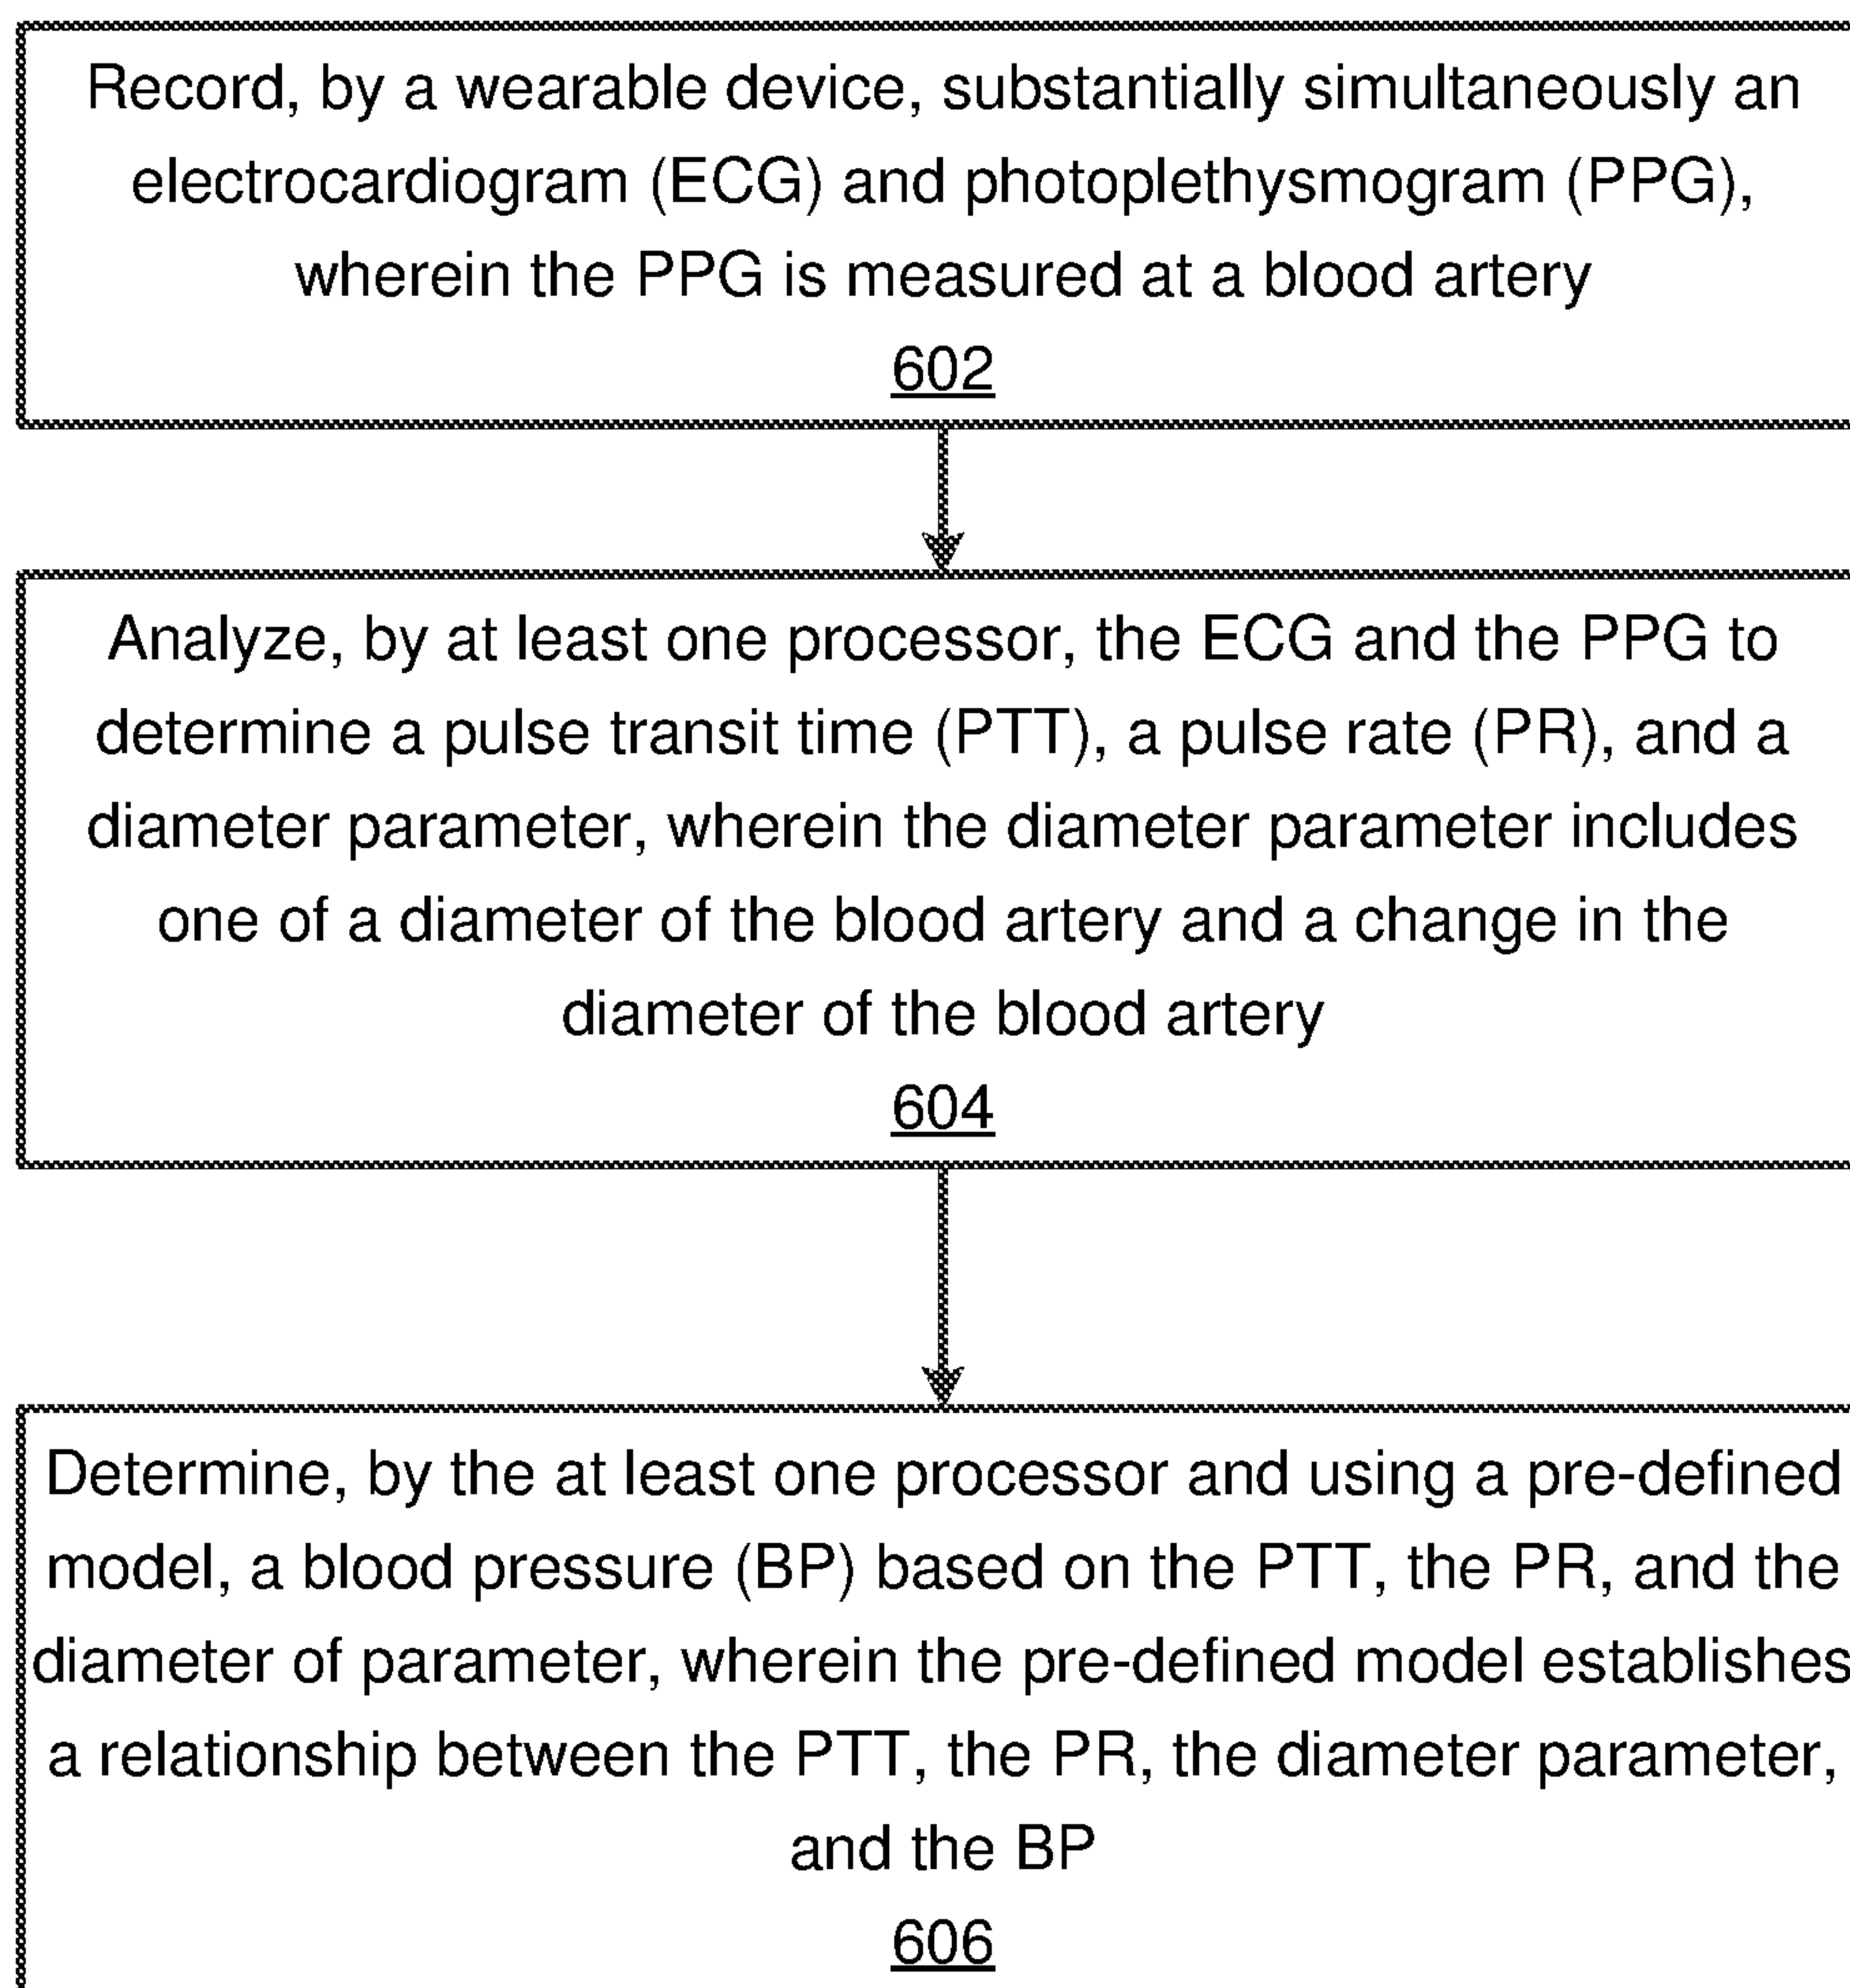 Record, by a wearable device, substantially simultaneously an
electrocardiogram (ECG) and photoplethysmogram (PPG),
wherein the PPG is measured at a blood artery
602
Analyze, by at least one processor, the ECG and the PPG to
determine a pulse transit time (PTT), a pulse rate (PR), and a
diameter parameter, wherein the diameter parameter includes
one of a diameter of the blood artery and a change in the
diameter of the blood artery
604
Determine, by the at least one processor and using a pre-defined
model, a blood pressure (BP) based on the PTT, the PR, and the
diameter of parameter, wherein the pre-defined model establishes
a relationship between the PTT, the PR, the diameter parameter,
and the BP
606